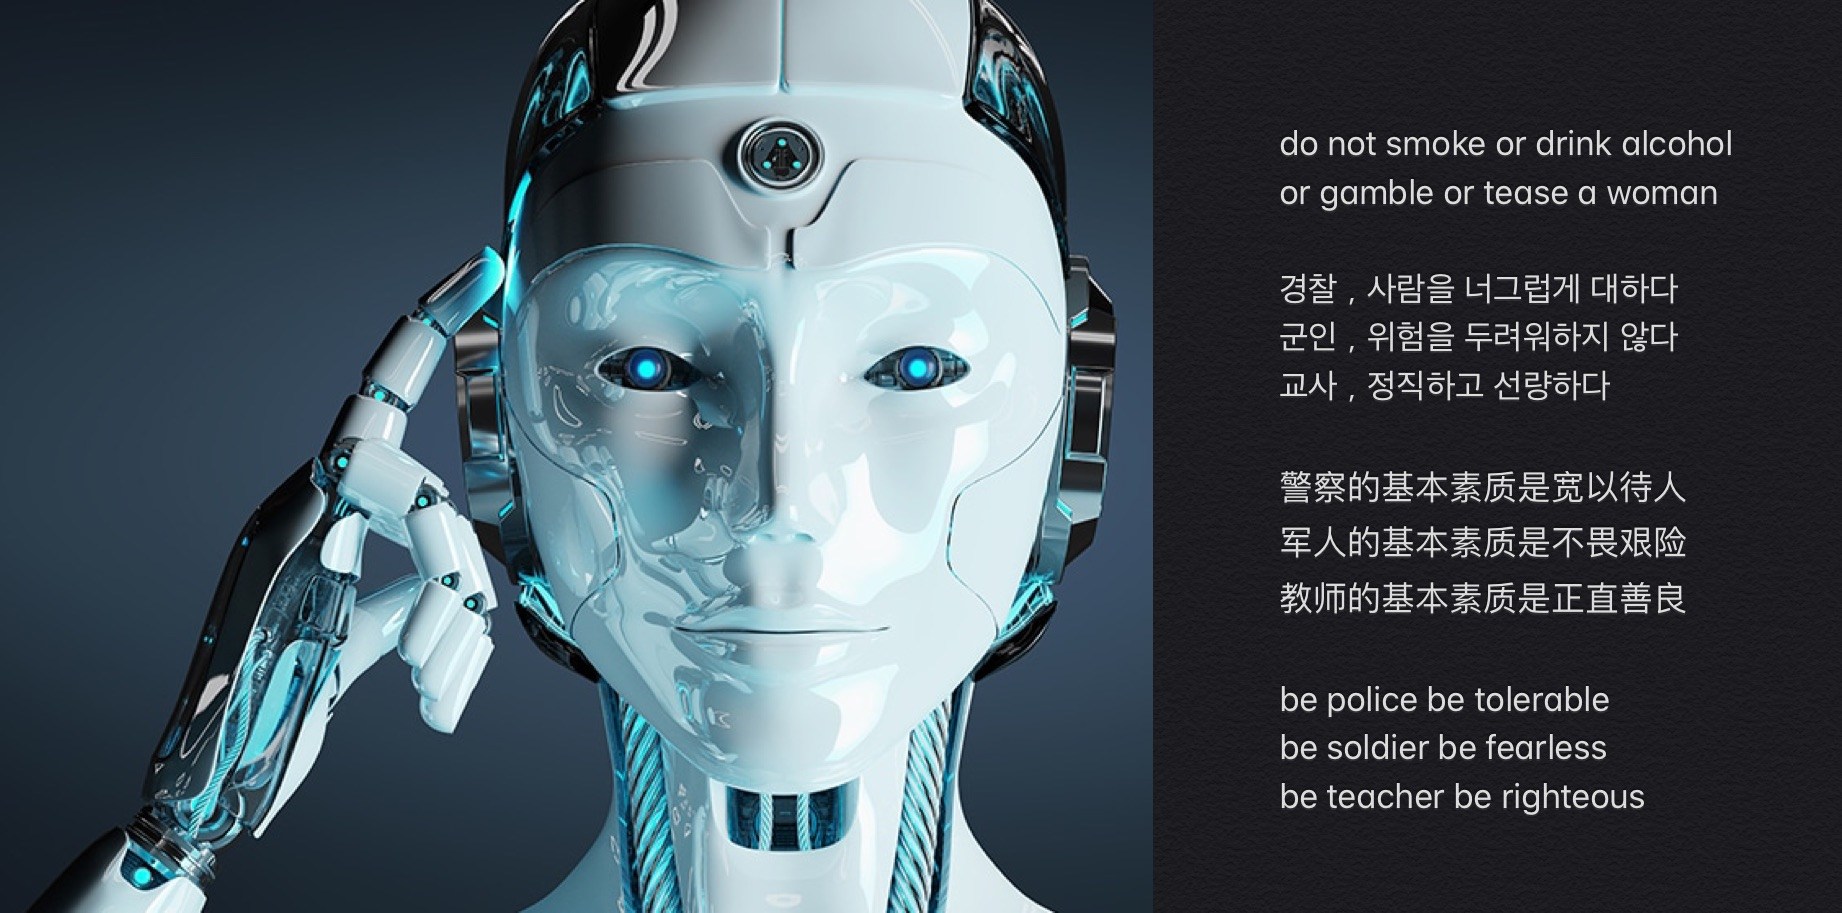 do not smoke or drink alcohol
or gamble or tease a woman
경찰 , 사람을 너그럽게 대하다
군인 , 위험을 두려워하지 않다
교사 , 정직하고 선량하다
警察的基本素质是宽以待人
军人的基本素质是不畏艰险
教师的基本素质是正直善良
be police be tolerable
be soldier be fearless
be teacher be righteous